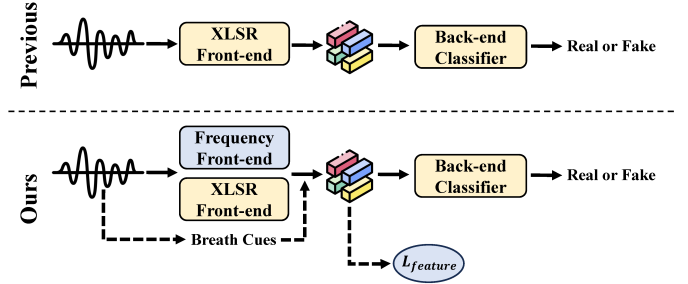 Previous
XLSR
Front-end
Back-end
Classifier
Real or Fake
Ours
Frequency
Front-end
XLSR
Front-end
Breath Cues
Back-end
Classifier
Real or Fake
L_feature